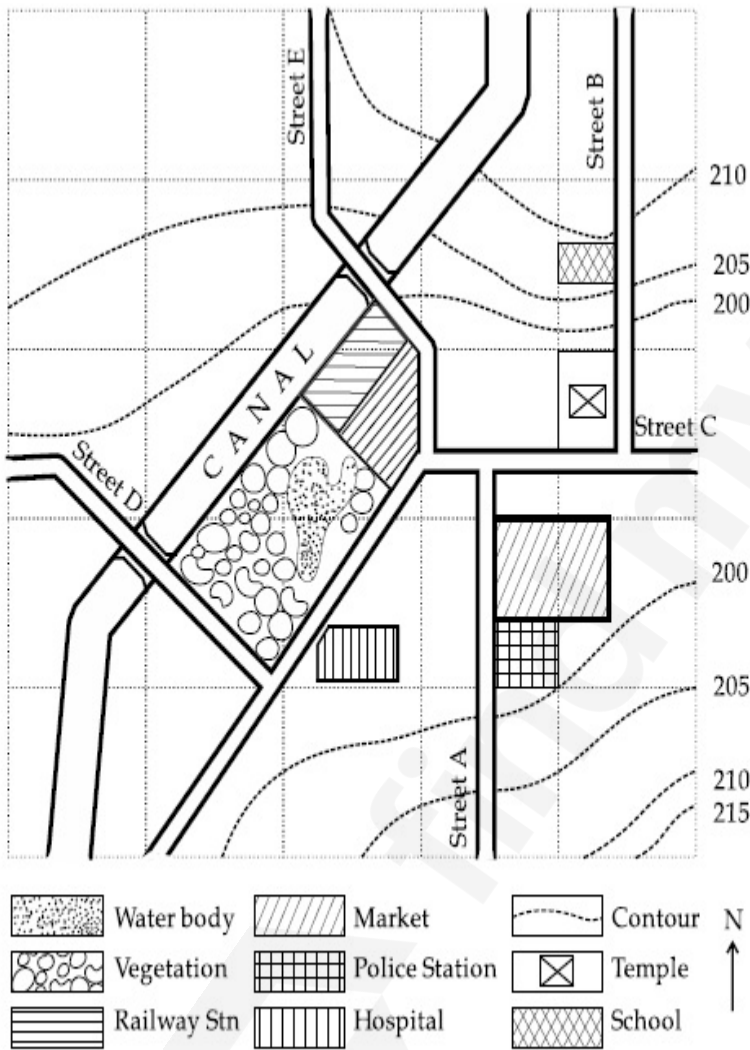 Street E
Street B
210
205
200
CANAL
Street C
Street D
200
205
Street A
210
215
Water body
Market
Contour
N
Vegetation
Police Station
Temple
Railway Stn
Hospital
School